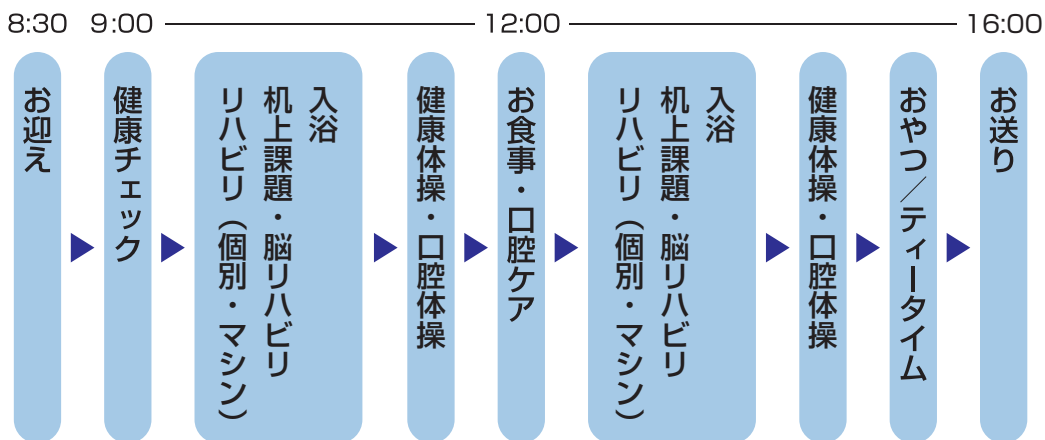 8:30 9:00 12:00 16:00
お迎え
健康チェック
入浴
机上課題・脳リハビリ
リハビリ（個別・マシン）
健康体操・口腔体操
お食事・口腔ケア
入浴
机上課題・脳リハビリ
リハビリ（個別・マシン）
健康体操・口腔体操
おやつ／ティータイム
お送り